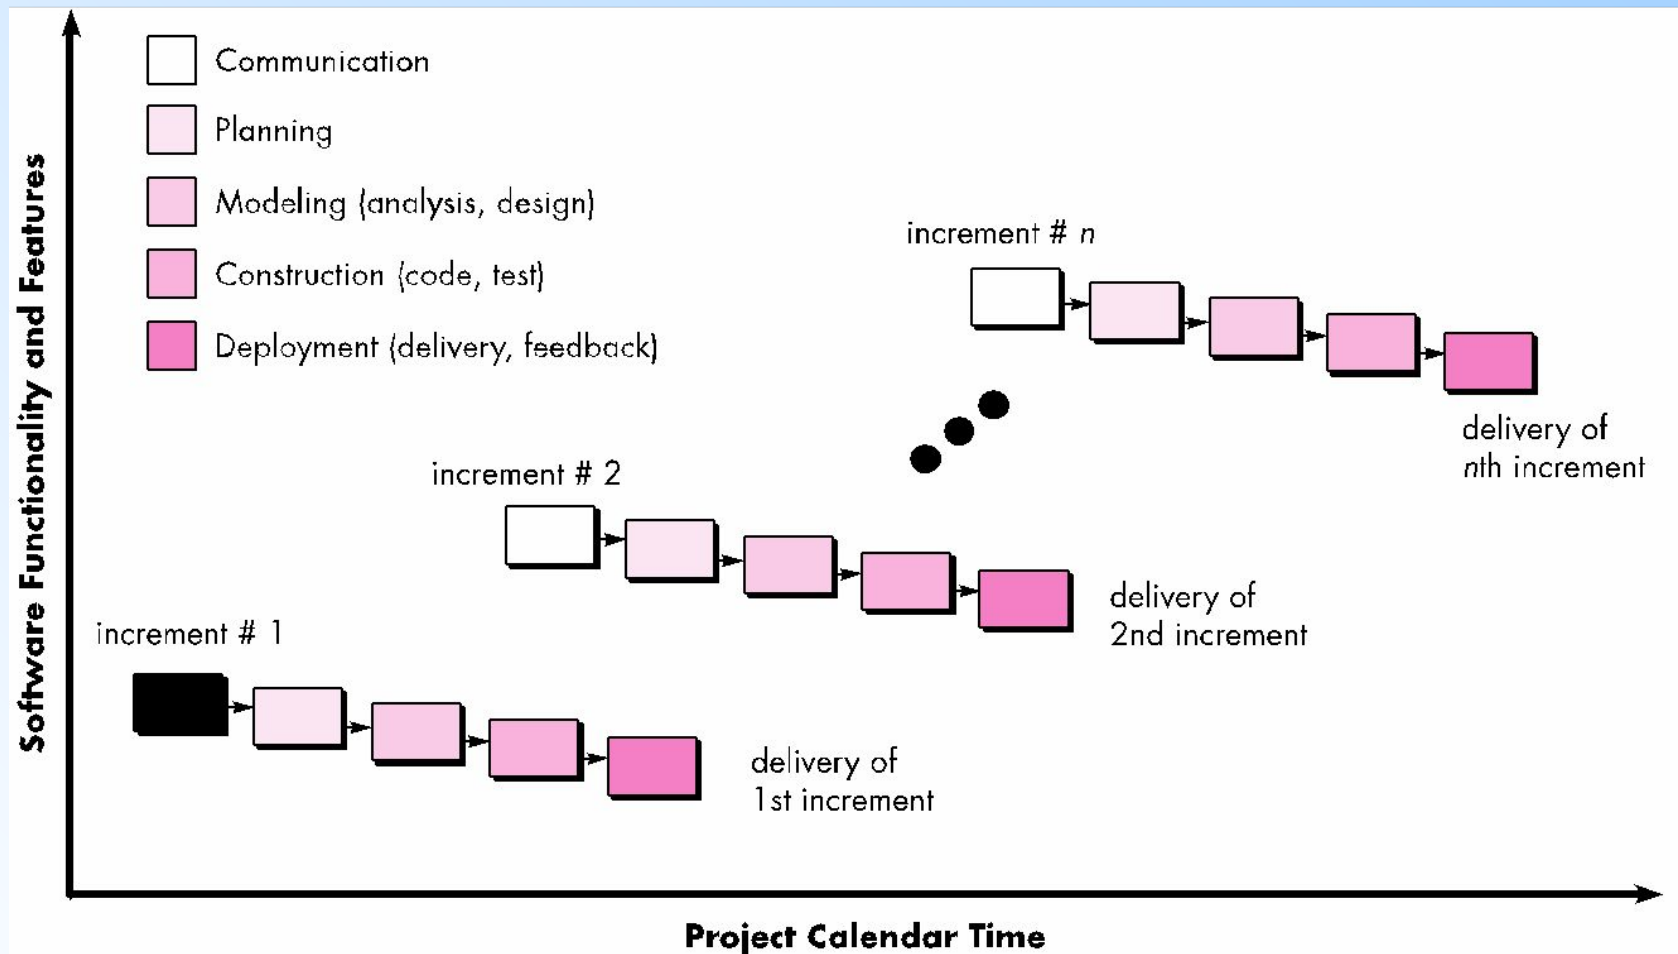 Communication
Planning
Modeling (analysis, design)
Construction (code, test)
Deployment (delivery, feedback)
Software Functionality and Features
increment # n
delivery of
nth increment
increment # 2
delivery of
2nd increment
increment # 1
delivery of
1st increment
Project Calendar Time